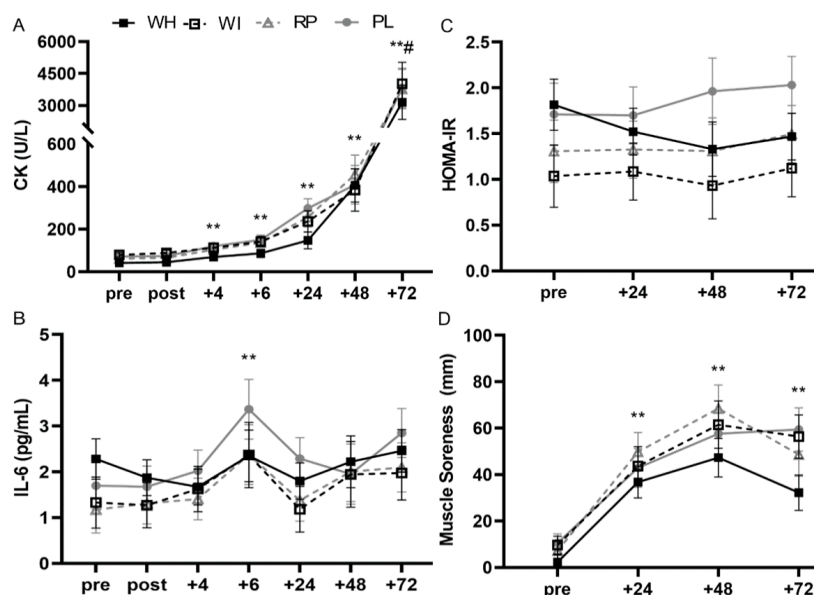 A
WH WI RP PL
CK (U/L)
6000
4500
3000
600
400
200
0
** ** ** ** **#
pre post +4 +6 +24 +48 +72
B
IL-6 (pg/mL)
5
4
3
2
1
0
**
pre post +4 +6 +24 +48 +72
C
HOMA-IR
2.5
2.0
1.5
1.0
0.5
0.0
pre +24 +48 +72
D
Muscle Soreness (mm)
100
80
60
40
20
0
** ** **
pre +24 +48 +72